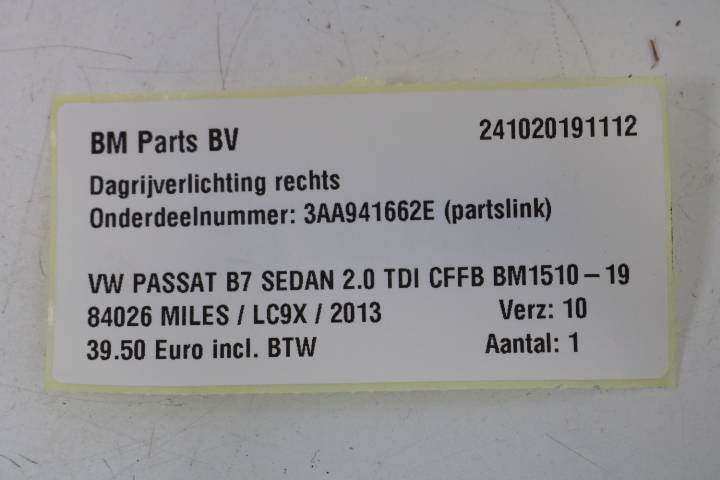 BM Parts BV 241020191112
Dagrijverlichting rechts
Onderdeelnummer: 3AA941662E (partslink)
VW PASSAT B7 SEDAN 2.0 TDI CFFB BM1510-19
84026 MILES / LC9X / 2013 Verz: 10
39.50 Euro incl. BTW Aantal: 1